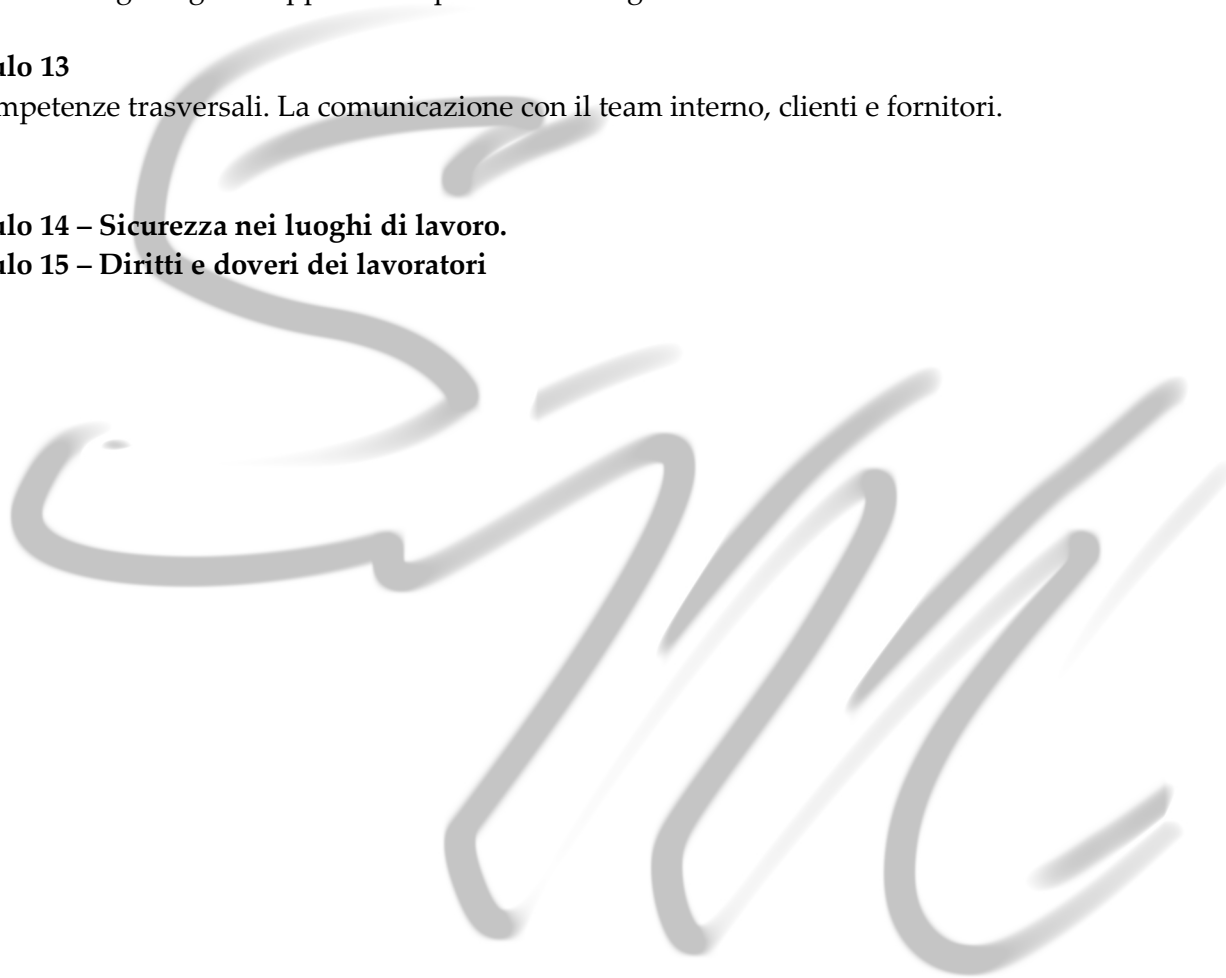 ulo 13
mpetenze trasversali. La comunicazione con il team interno, clienti e fornitori.
ulo 14 – Sicurezza nei luoghi di lavoro.
ulo 15 – Diritti e doveri dei lavoratori